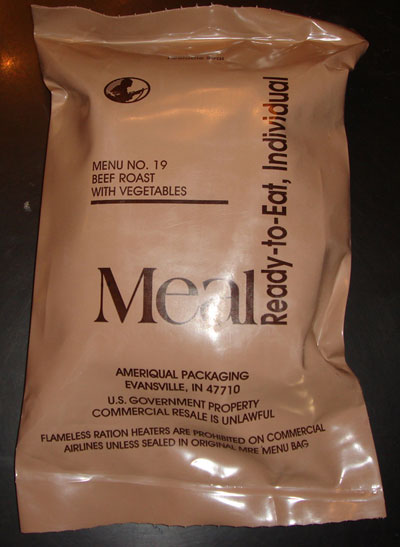 MENU NO. 19
BEEF ROAST
WITH VEGETABLES
Meal
Ready-to-Eat, Individual
AMERIQUAL PACKAGING
EVANSVILLE, IN 47710
U.S. GOVERNMENT PROPERTY
COMMERCIAL RESALE IS UNLAWFUL
FLAMELESS RATION HEATERS ARE PROHIBITED ON COMMERCIAL
AIRLINES UNLESS SEALED IN ORIGINAL MRE MENU BAG